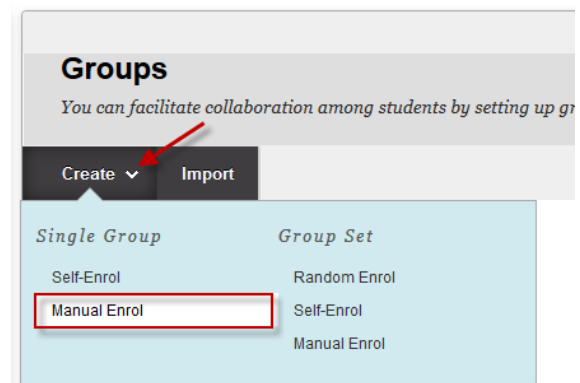 Groups
You can facilitate collaboration among students by setting up
Create Import
Single Group Group Set
Self-Enrol Random Enrol
Manual Enrol Self-Enrol
Manual Enrol